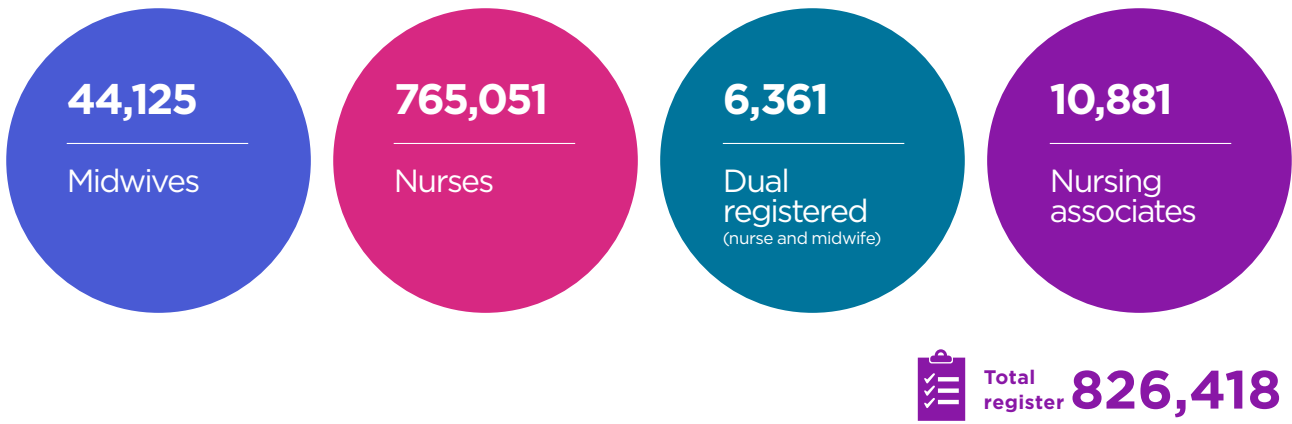 44,125
Midwives
765,051
Nurses
6,361
Dual
registered
(nurse and midwife)
10,881
Nursing
associates
Total
register
826,418